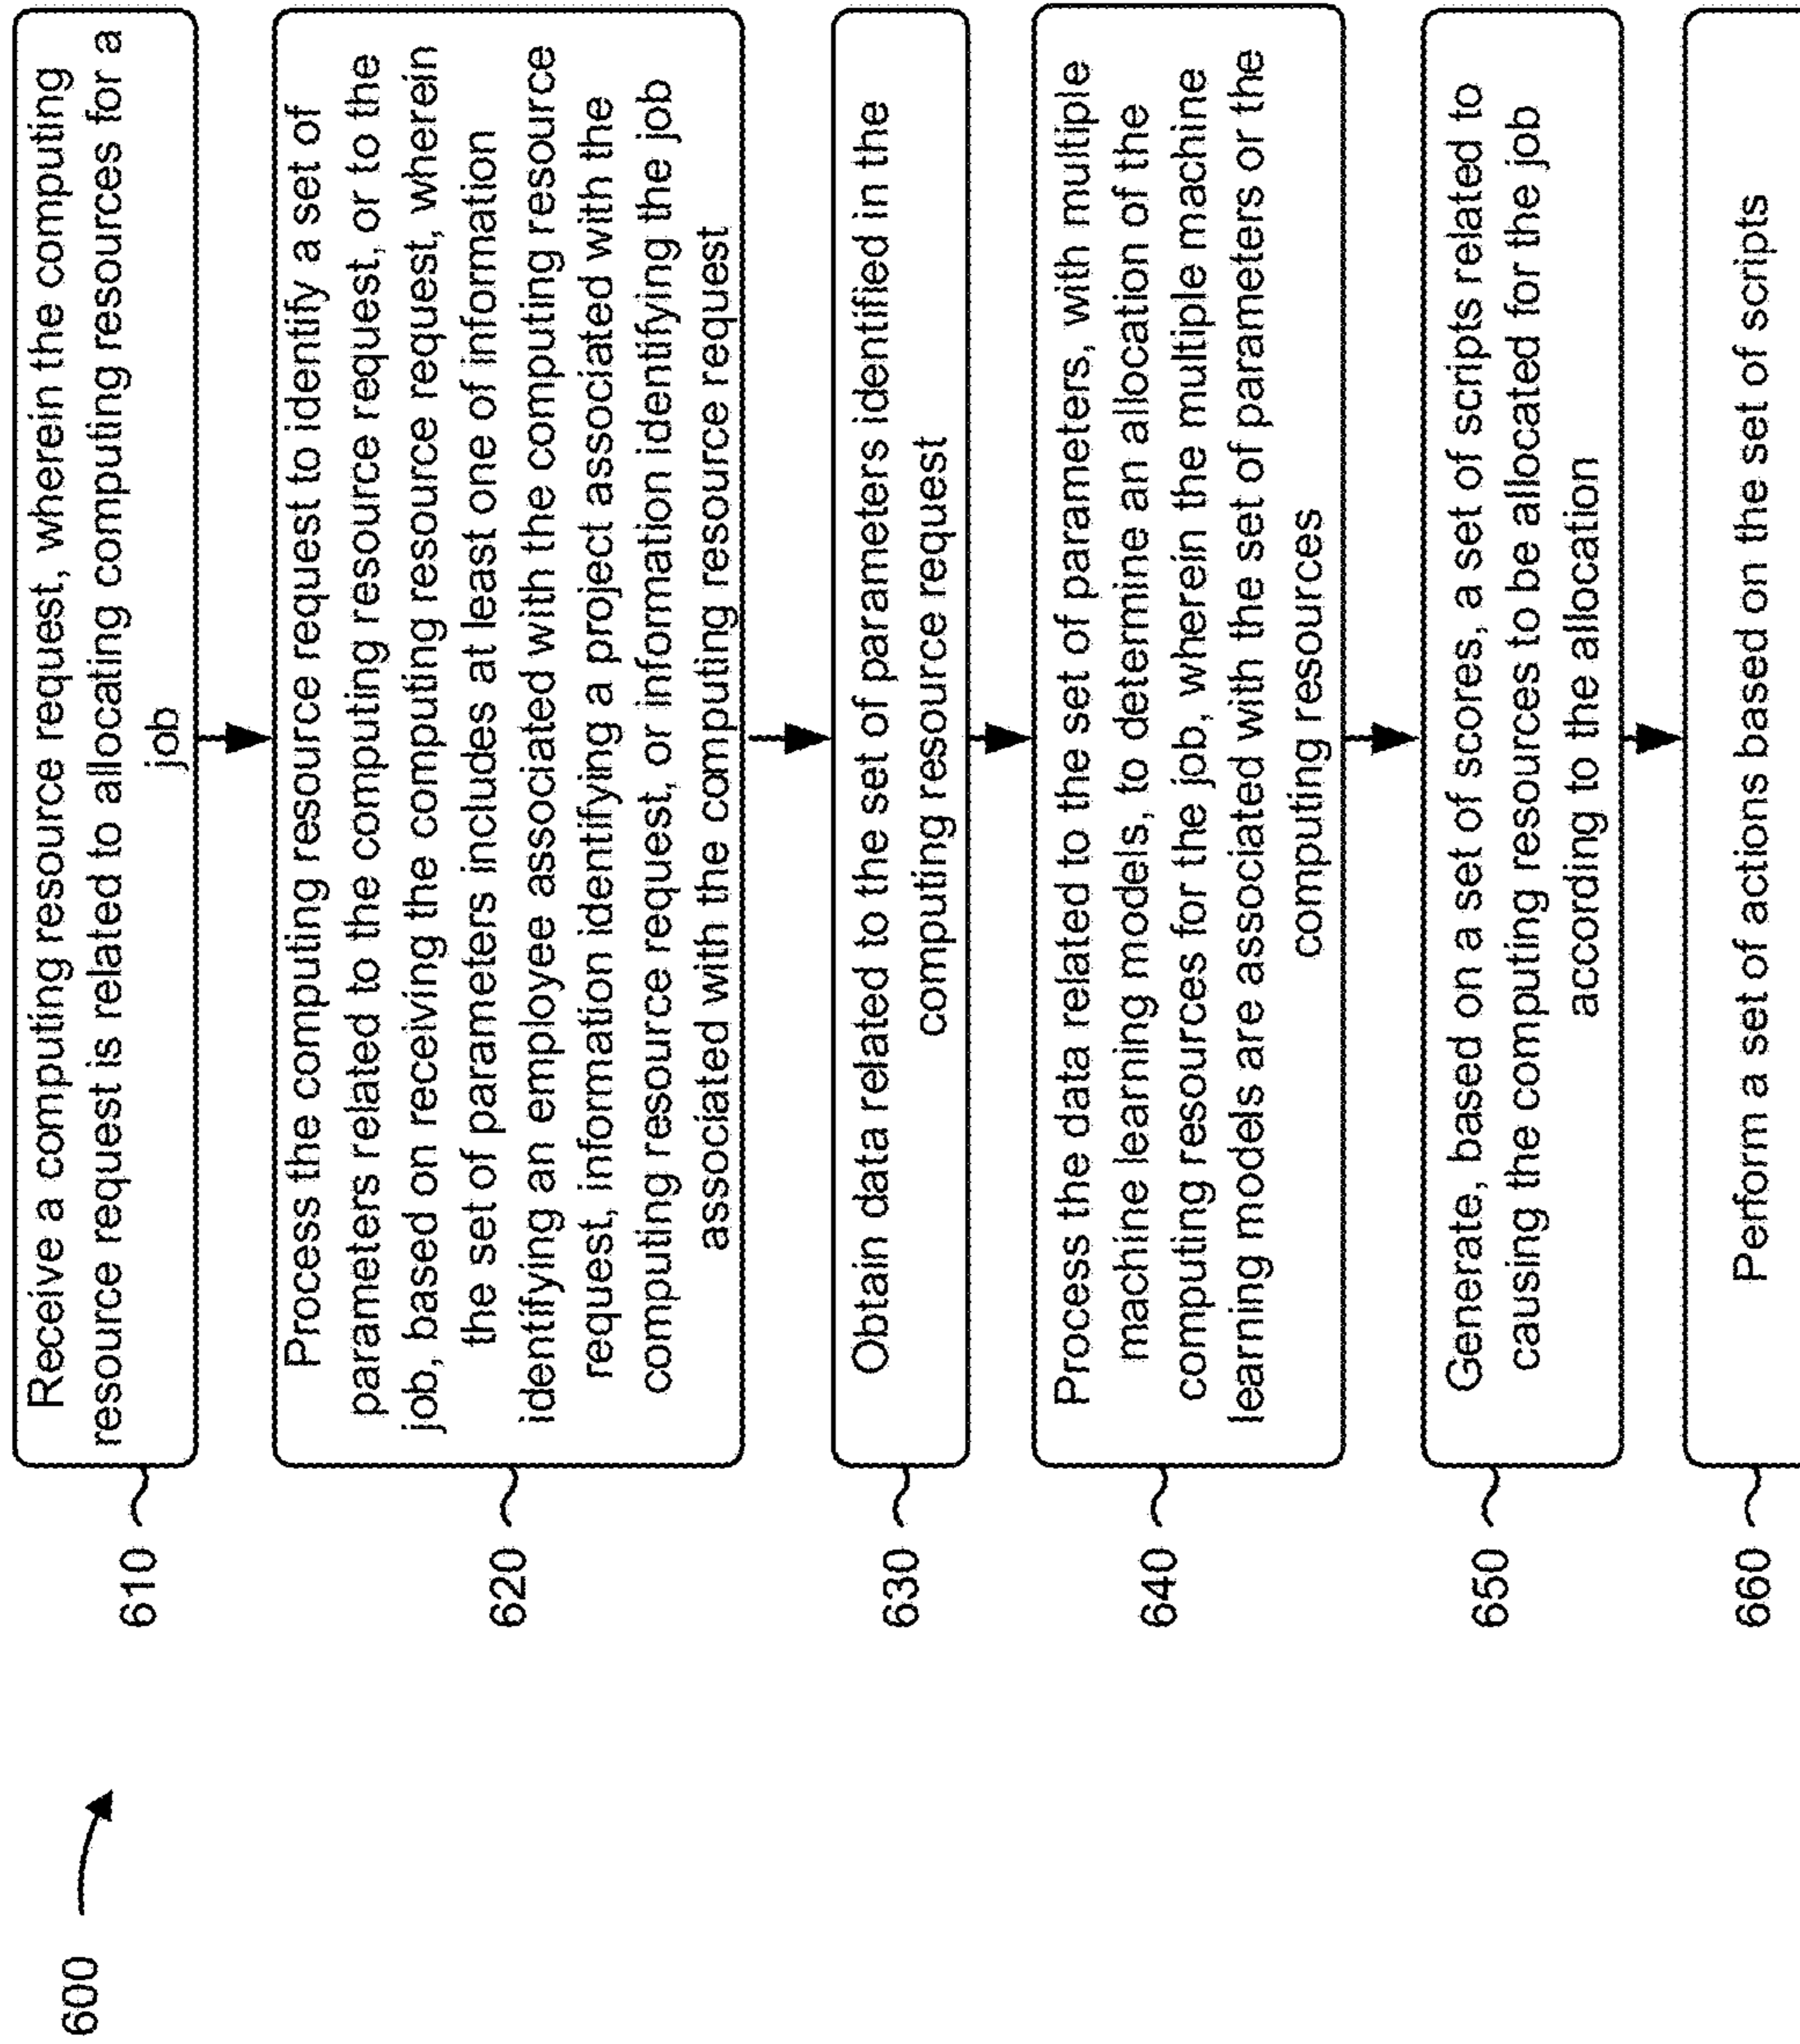 600
610
Receive a computing resource request, wherein the computing
resource request is related to allocating computing resources for a
job
620
Process the computing resource request to identify a set of
parameters related to the computing resource request, or to the
job, based on receiving the computing resource request, wherein
the set of parameters includes at least one of information
identifying an employee associated with the computing resource
request, information identifying a project associated with the
computing resource request, or information identifying the job
associated with the computing resource request
630
Obtain data related to the set of parameters identified in the
computing resource request
640
Process the data related to the set of parameters, with multiple
machine learning models, to determine an allocation of the
computing resources for the job, wherein the multiple machine
learning models are associated with the set of parameters or the
computing resources
650
Generate, based on a set of scores, a set of scripts related to
causing the computing resources to be allocated for the job
according to the allocation
660
Perform a set of actions based on the set of scripts